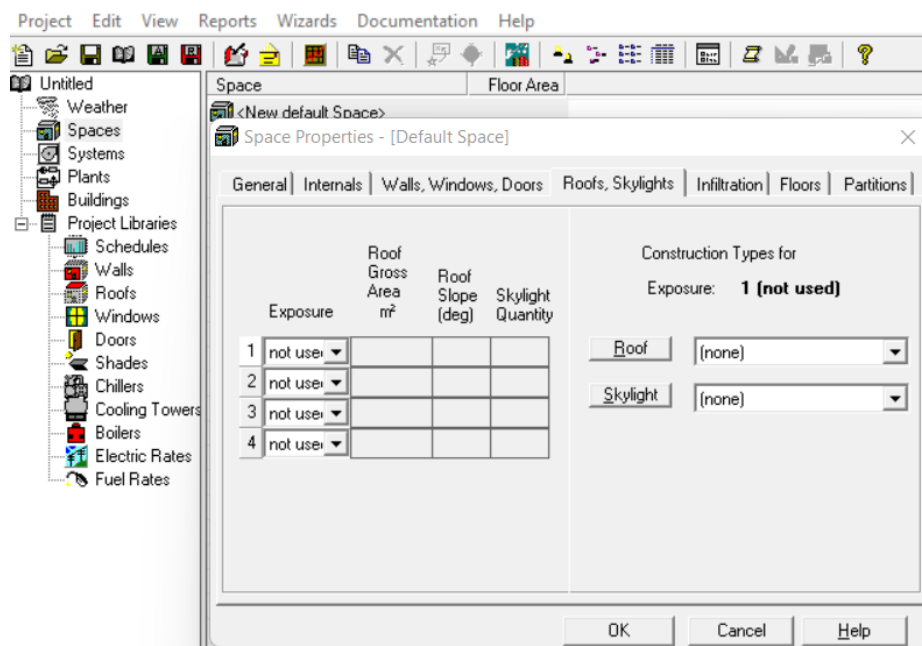 Project Edit View Reports Wizards Documentation Help
Untitled
Weather
Spaces
Systems
Plants
Buildings
Project Libraries
Schedules
Walls
Roofs
Windows
Doors
Shades
Chillers
Cooling Towers
Boilers
Electric Rates
Fuel Rates
Space Floor Area
<New default Space>
Space Properties - [Default Space]
General Internals Walls, Windows, Doors Roofs, Skylights Infiltration Floors Partitions
Exposure
Roof
Gross
Area
m²
Roof
Slope
(deg)
Skylight
Quantity
1 not use
2 not use
3 not use
4 not use
Construction Types for
Exposure: 1 (not used)
Roof (none)
Skylight (none)
OK Cancel Help